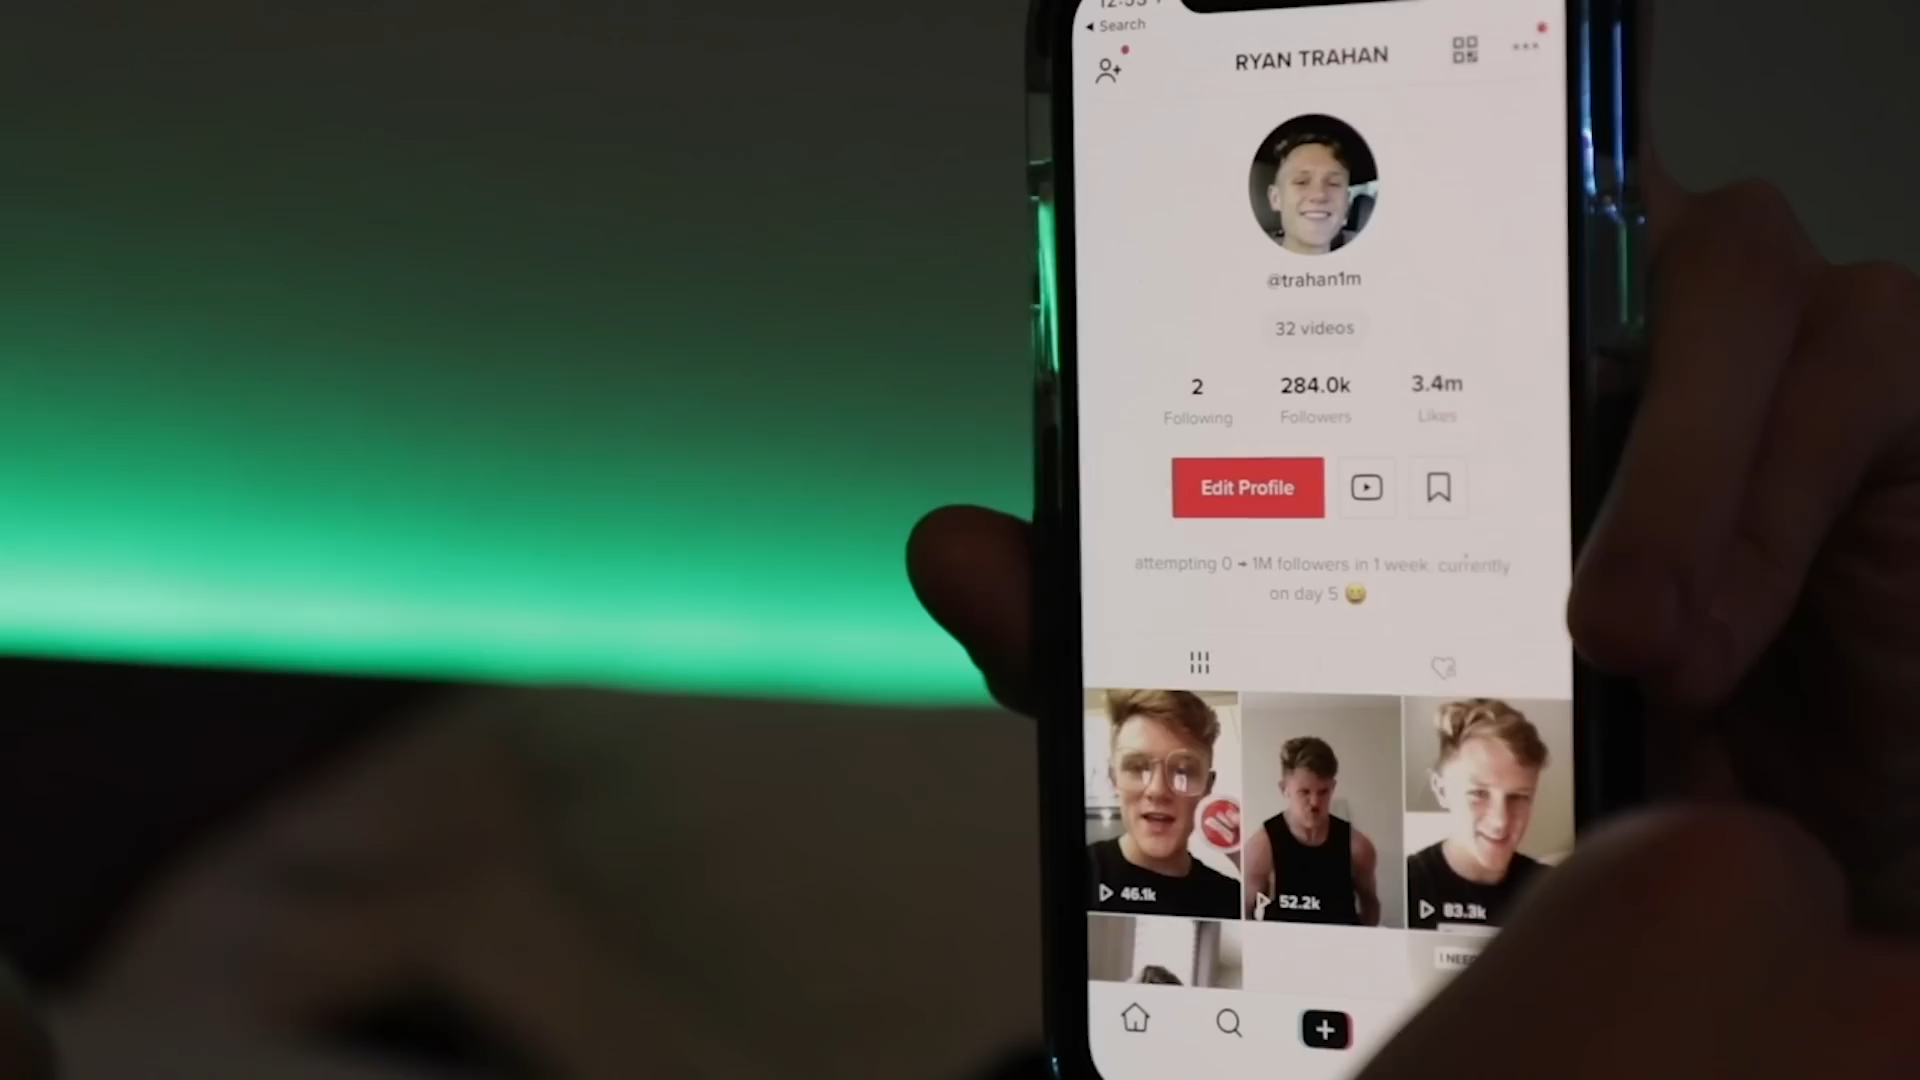 Search
RYAN TRAHAN
@trahan1m
32 videos
2 284.0k 3.4m
Following Followers Likes
Edit Profile
attempting 0 → 1M followers in 1 week. currently
on day 5 😀
46.1k 52.2k 83.3k
I NEED